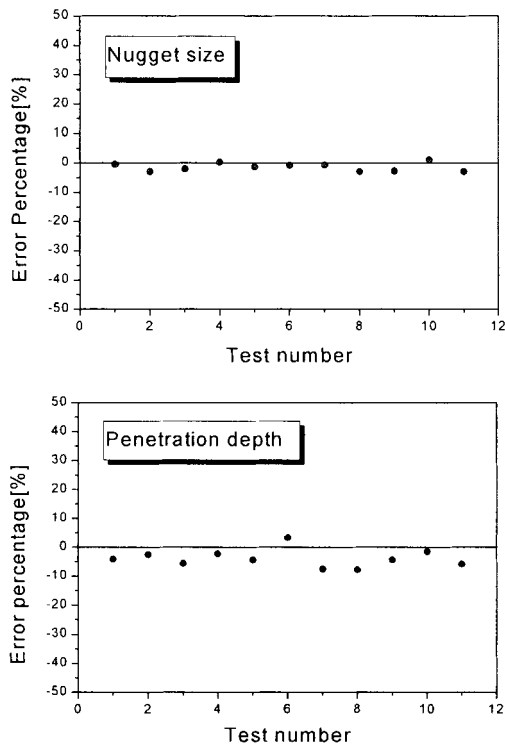 50
40
30
20
10
0
-10
-20
-30
-40
-50
Error Percentage[%]
Nugget size
0 2 4 6 8 10 12
Test number
50
40
30
20
10
0
-10
-20
-30
-40
-50
Error percentage[%]
Penetration depth
0 2 4 6 8 10 12
Test number